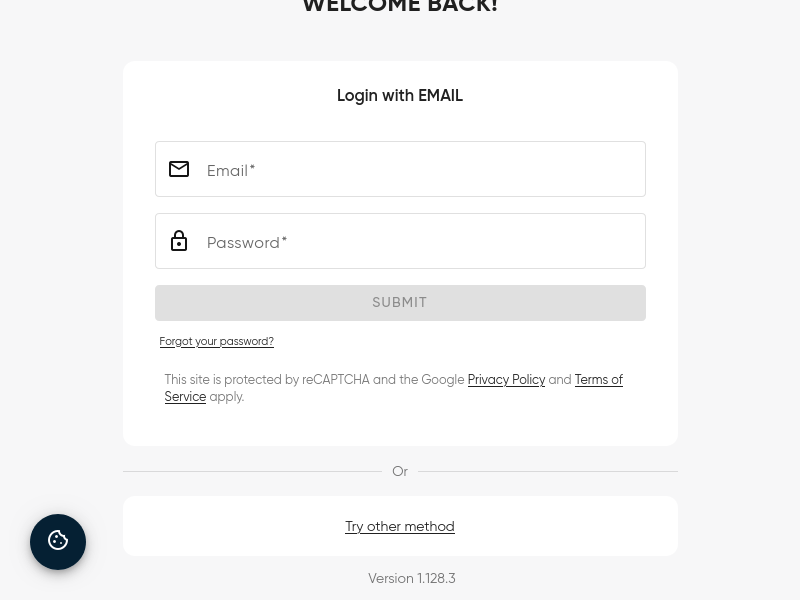 WELCOME BACK!
Login with EMAIL
Email*
Password*
SUBMIT
Forgot your password?
This site is protected by reCAPTCHA and the Google Privacy Policy and Terms of
Service apply.
Or
Try other method
Version 1.128.3